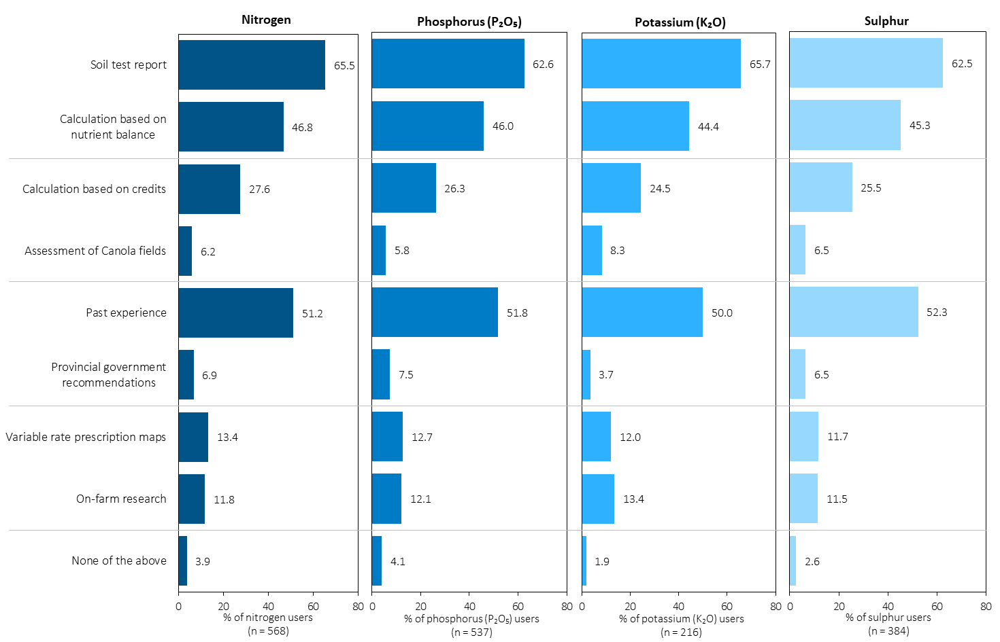 Nitrogen
Phosphorus (P₂O₅)
Potassium (K₂O)
Sulphur
Soil test report
65.5
62.6
65.7
62.5
Calculation based on
nutrient balance
46.8
46.0
44.4
45.3
Calculation based on credits
27.6
26.3
24.5
25.5
Assessment of Canola fields
6.2
5.8
8.3
6.5
Past experience
51.2
51.8
50.0
52.3
Provincial government
recommendations
6.9
7.5
3.7
6.5
Variable rate prescription maps
13.4
12.7
12.0
11.7
On-farm research
11.8
12.1
13.4
11.5
None of the above
3.9
4.1
1.9
2.6
0 20 40 60 80
0 20 40 60 80
0 20 40 60 80
0 20 40 60 80
% of nitrogen users
(n = 568)
% of phosphorus (P₂O₅) users
(n = 537)
% of potassium (K₂O) users
(n = 216)
% of sulphur users
(n = 384)